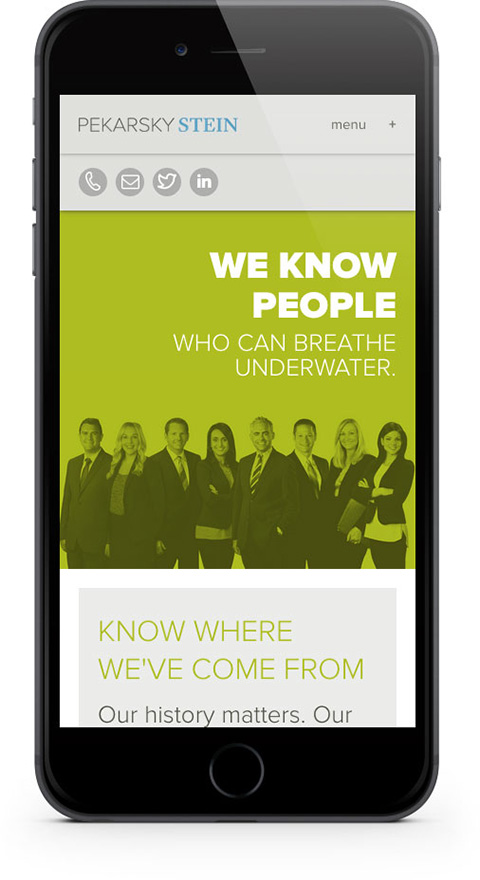 PEKARSKY STEIN
menu +
in
WE KNOW
PEOPLE
WHO CAN BREATHE
UNDERWATER.
KNOW WHERE
WE'VE COME FROM
Our history matters. Our